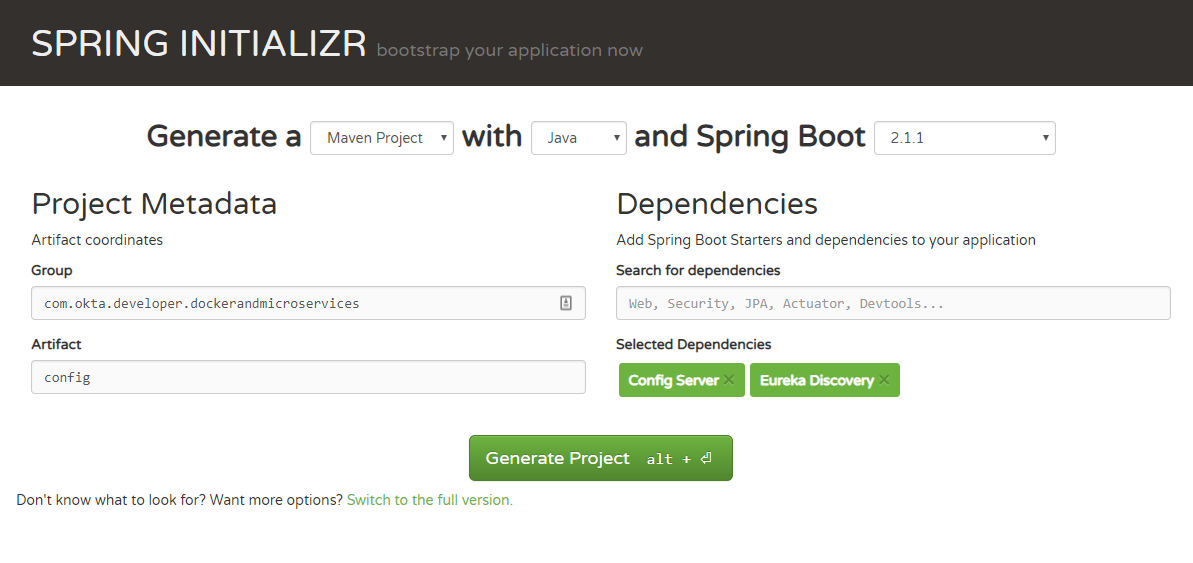 SPRING INITIALIZR bootstrap your application now
Generate a Maven Project with Java and Spring Boot 2.1.1
Project Metadata
Artifact coordinates
Group
com.okta.developer.dockerandmicroservices
Artifact
config
Dependencies
Add Spring Boot Starters and dependencies to your application
Search for dependencies
Web, Security, JPA, Actuator, Devtools...
Selected Dependencies
Config Server × Eureka Discovery ×
Generate Project alt + ⏎
Don't know what to look for? Want more options? Switch to the full version.